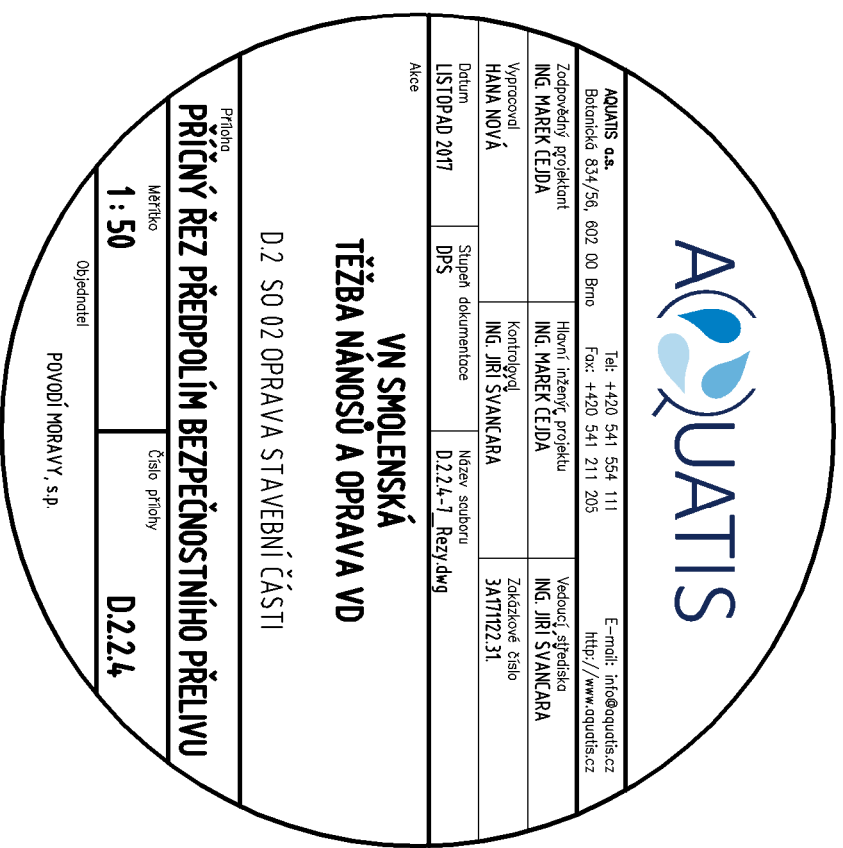 AQUATIS
AQUATIS a.s. Tel: +420 541 554 111 E-mail: info@aquatis.cz
Botanická 834/56, 602 00 Brno Fax: +420 541 211 205 http://www.aquatis.cz
Zodpovědný projektant Hlavní inženýr projektu Vedoucí střediska
ING. MAREK ČEJDA ING. MAREK ČEJDA ING. JIŘÍ ŠVANCARA
Vypracoval Kontroloval Zakázkové číslo
HANA NOVÁ ING. JIŘÍ ŠVANCARA 3A171122.31.
Datum Stupeň dokumentace Název souboru
LISTOPAD 2017 DPS D.2.2.4-7_Rezy.dwg
Akce
VN SMOLENSKÁ
TĚŽBA NÁNOSŮ A OPRAVA VD
D.2 SO 02 OPRAVA STAVEBNÍ ČÁSTI
Příloha
PŘÍČNÝ ŘEZ PŘEDPOLÍM BEZPEČNOSTNÍHO PŘELIVU
Měřítko Číslo přílohy
1:50 D.2.2.4
Objednatel
POVODÍ MORAVY, s.p.